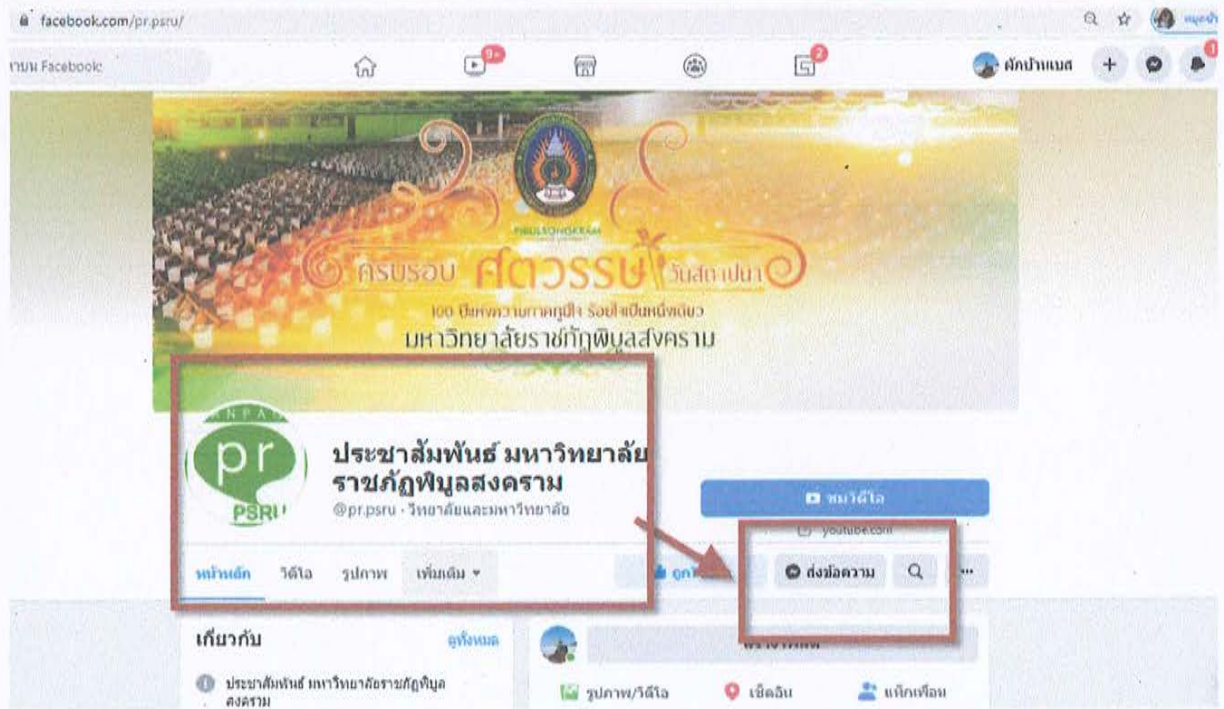 facebook.com/pr.psru/
Facebook
9+
2
ผักบ้านแบศ
1
PIBULSONGKRAM
ครบรอบ ศตวรรษ วันสถาปนา
100 ปีแห่งความภาคภูมิใจ ร้อยใจเป็นหนึ่งเดียว
มหาวิทยาลัยราชภัฏพิบูลสงคราม
pr
PSRU
ประชาสัมพันธ์ มหาวิทยาลัย
ราชภัฏพิบูลสงคราม
@pr.psru · วิทยาลัยและมหาวิทยาลัย
ชมวิดีโอ
youtube.com
หน้าหลัก วิดีโอ รูปภาพ เพิ่มเติม
ส่งข้อความ
เกี่ยวกับ ดูทั้งหมด
ประชาสัมพันธ์ มหาวิทยาลัยราชภัฏพิบูล
สงคราม
รูปภาพ/วิดีโอ เช็คอิน แท็กเพื่อน